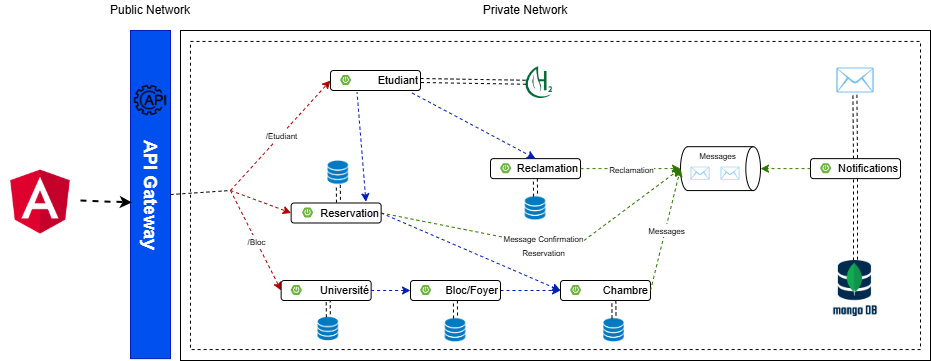 Public Network
Private Network
API
API Gateway
Etudiant
H2
/Etudiant
Messages
Reclamation
Reclamation
Notifications
Reservation
Message Confirmation
Reservation
Messages
/Bloc
Université
Bloc/Foyer
Chambre
mongo DB